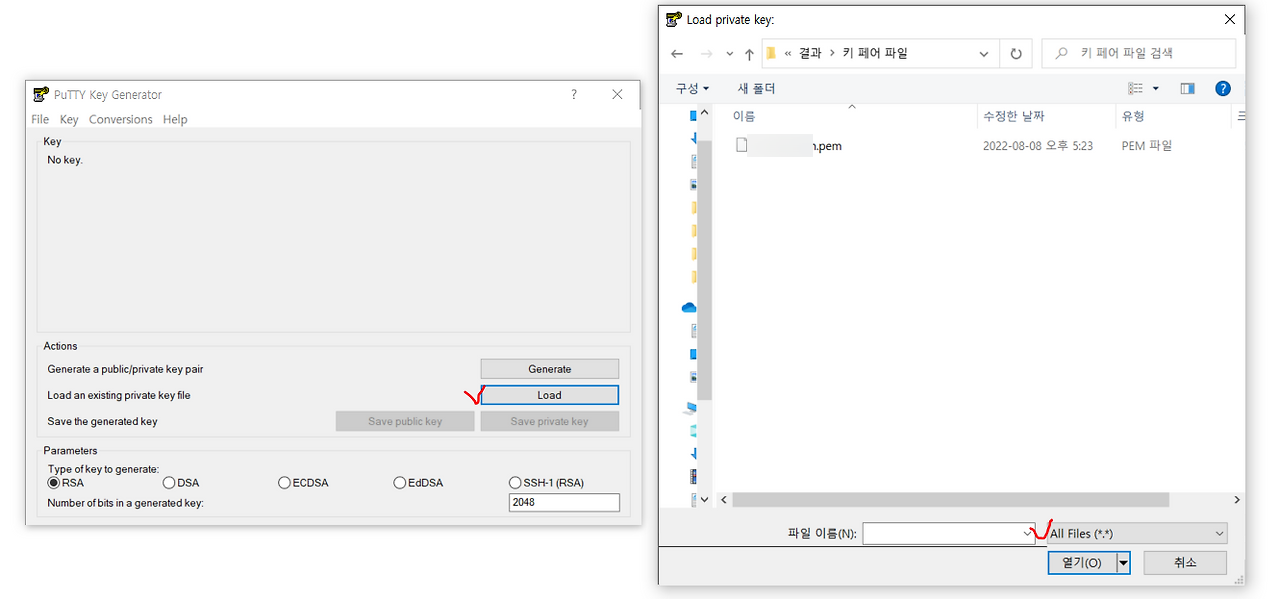 PuTTY Key Generator
File Key Conversions Help
Key
No key.
Actions
Generate a public/private key pair
Generate
Load an existing private key file
Load
Save the generated key
Save public key
Save private key
Parameters
Type of key to generate:
RSA DSA ECDSA EdDSA SSH-1 (RSA)
Number of bits in a generated key:
2048
Load private key:
« 결과 > 키 페어 파일
키 페어 파일 검색
구성 새 폴더
이름 수정한 날짜 유형
.pem 2022-08-08 오후 5:23 PEM 파일
파일 이름(N):
All Files (*.*)
열기(O) 취소